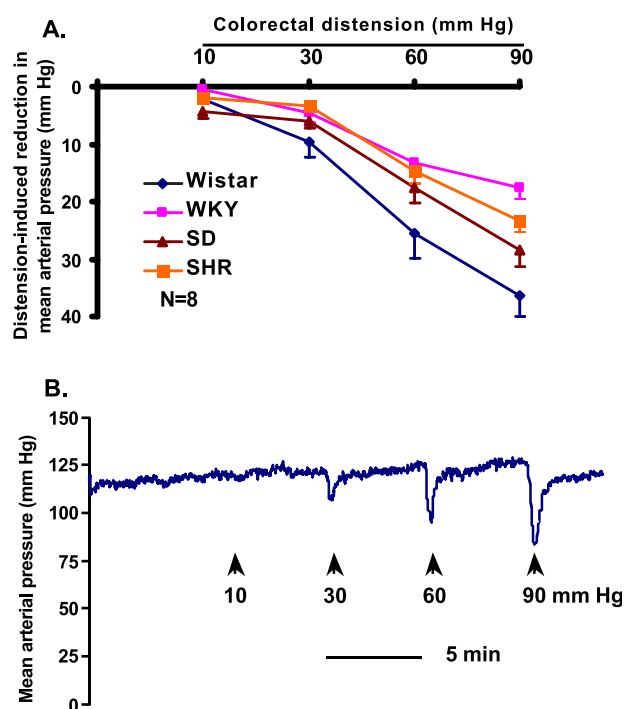 A.
Colorectal distension (mm Hg)
10 30 60 90
Distension-induced reduction in
mean arterial pressure (mm Hg)
0
10
20
30
40
Wistar
WKY
SD
SHR
N=8
B.
Mean arterial pressure (mm Hg)
150
125
100
75
50
25
0
10 30 60 90 mm Hg
5 min